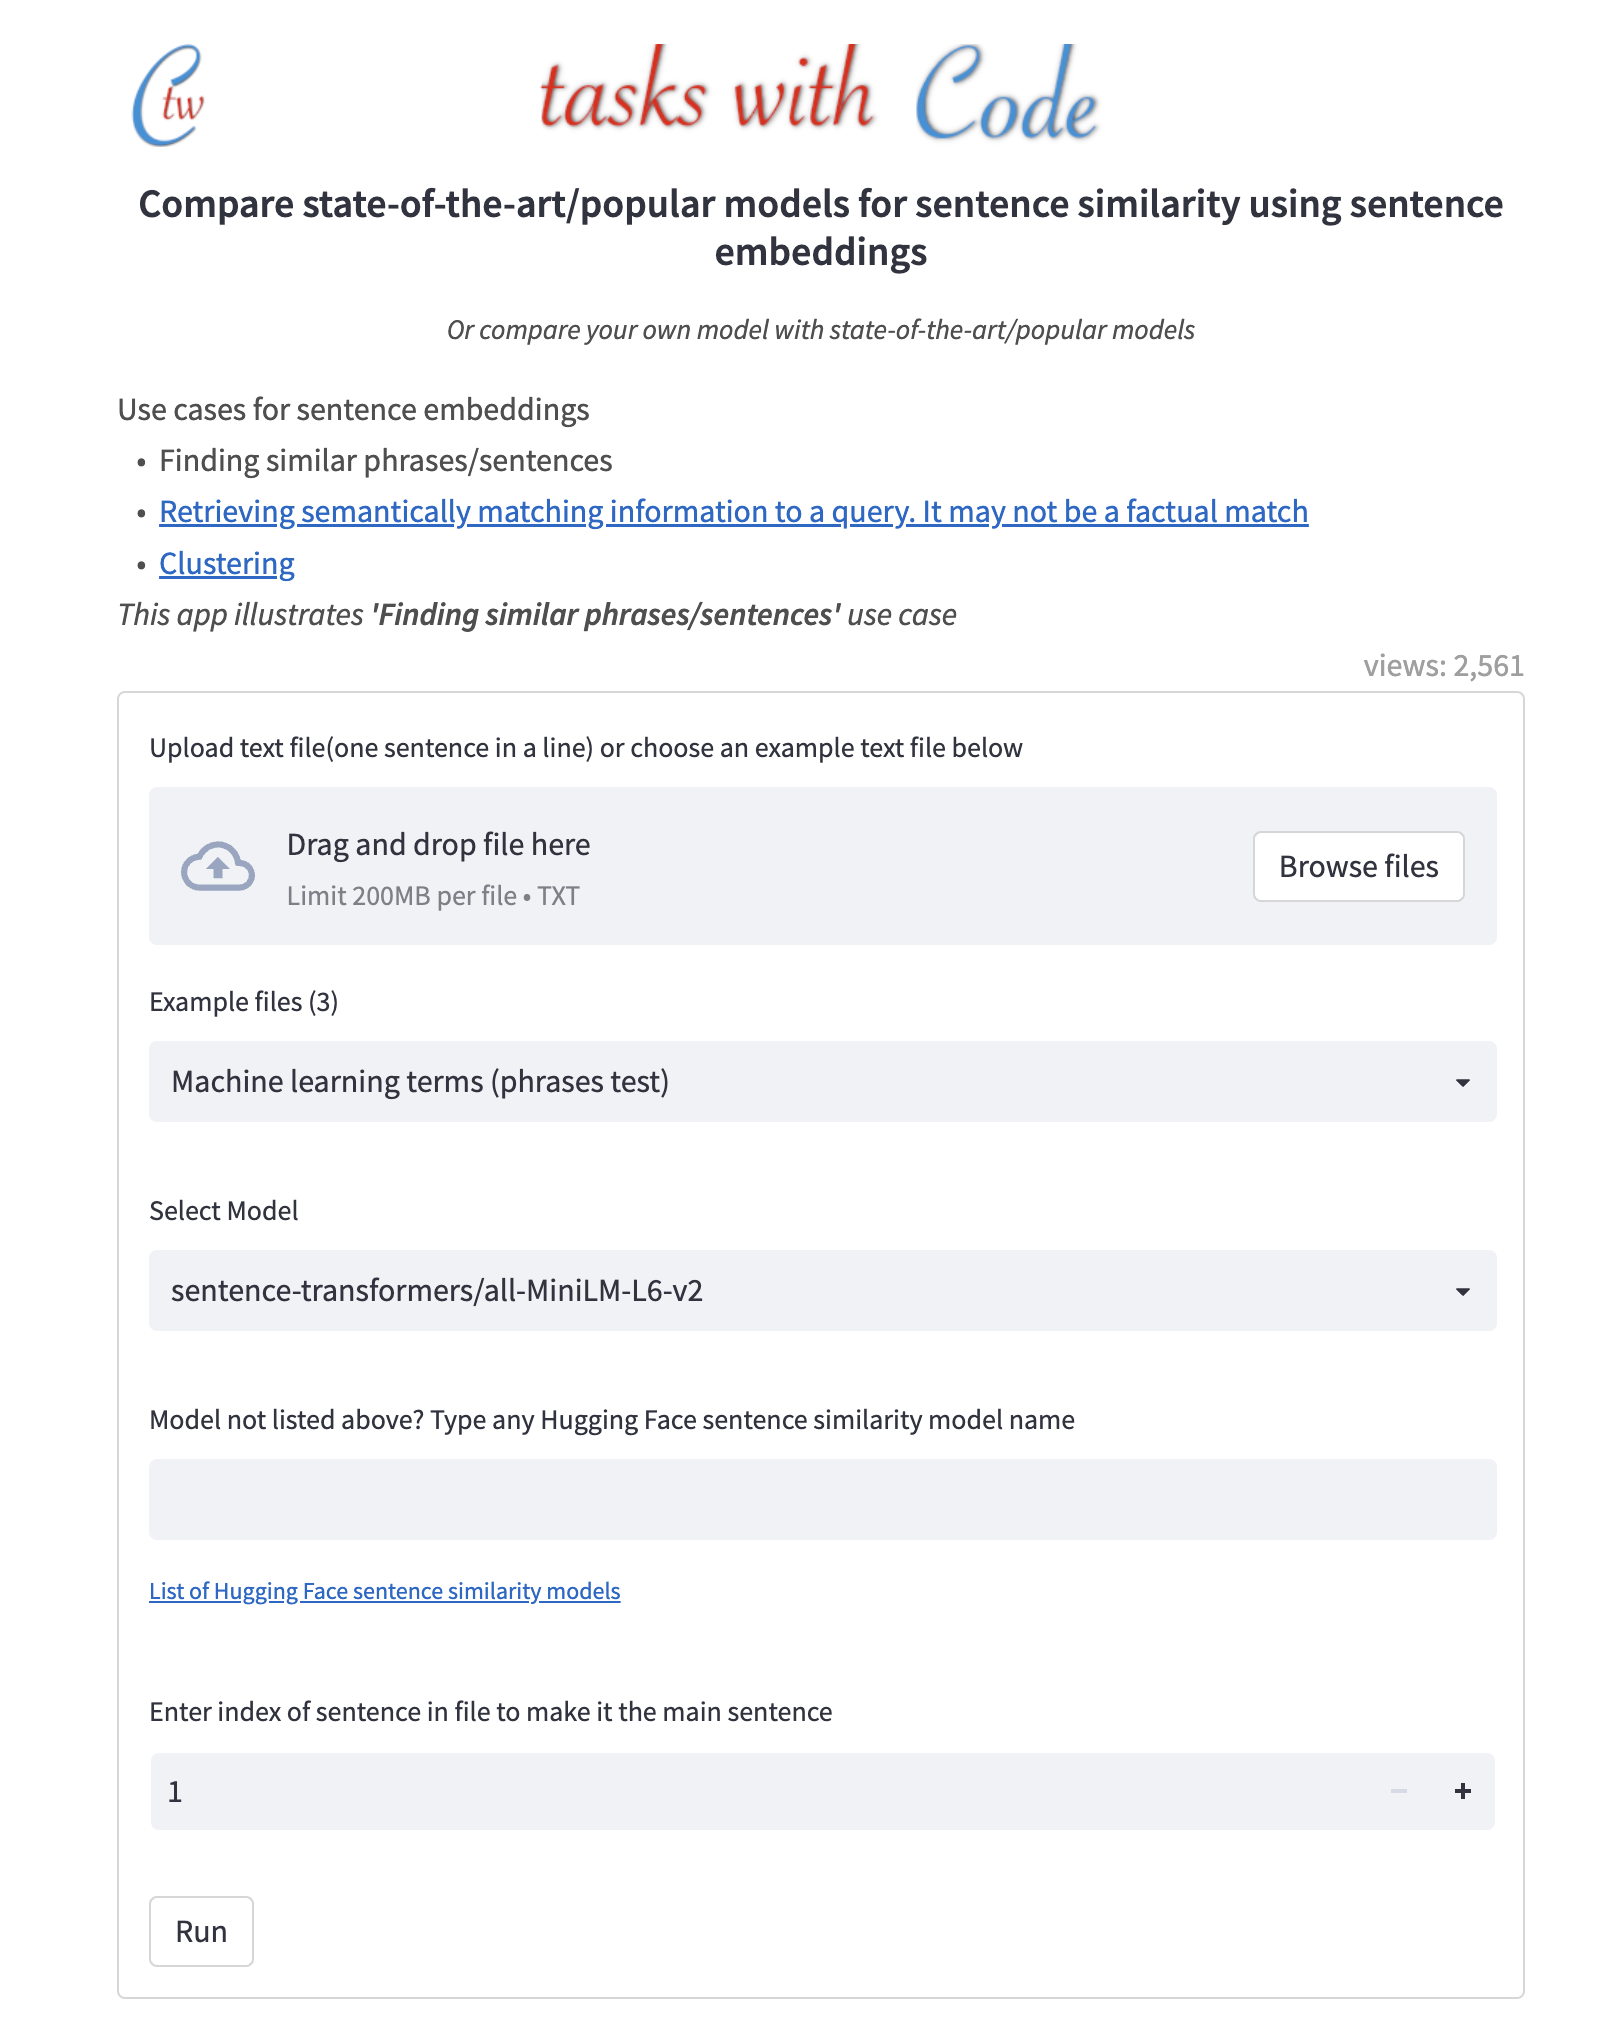 Ctw
tasks with Code
Compare state-of-the-art/popular models for sentence similarity using sentence
embeddings
Or compare your own model with state-of-the-art/popular models
Use cases for sentence embeddings
• Finding similar phrases/sentences
• Retrieving semantically matching information to a query. It may not be a factual match
• Clustering
This app illustrates 'Finding similar phrases/sentences' use case
views: 2,561
Upload text file(one sentence in a line) or choose an example text file below
Drag and drop file here
Limit 200MB per file • TXT
Browse files
Example files (3)
Machine learning terms (phrases test)
Select Model
sentence-transformers/all-MiniLM-L6-v2
Model not listed above? Type any Hugging Face sentence similarity model name
List of Hugging Face sentence similarity models
Enter index of sentence in file to make it the main sentence
1
Run